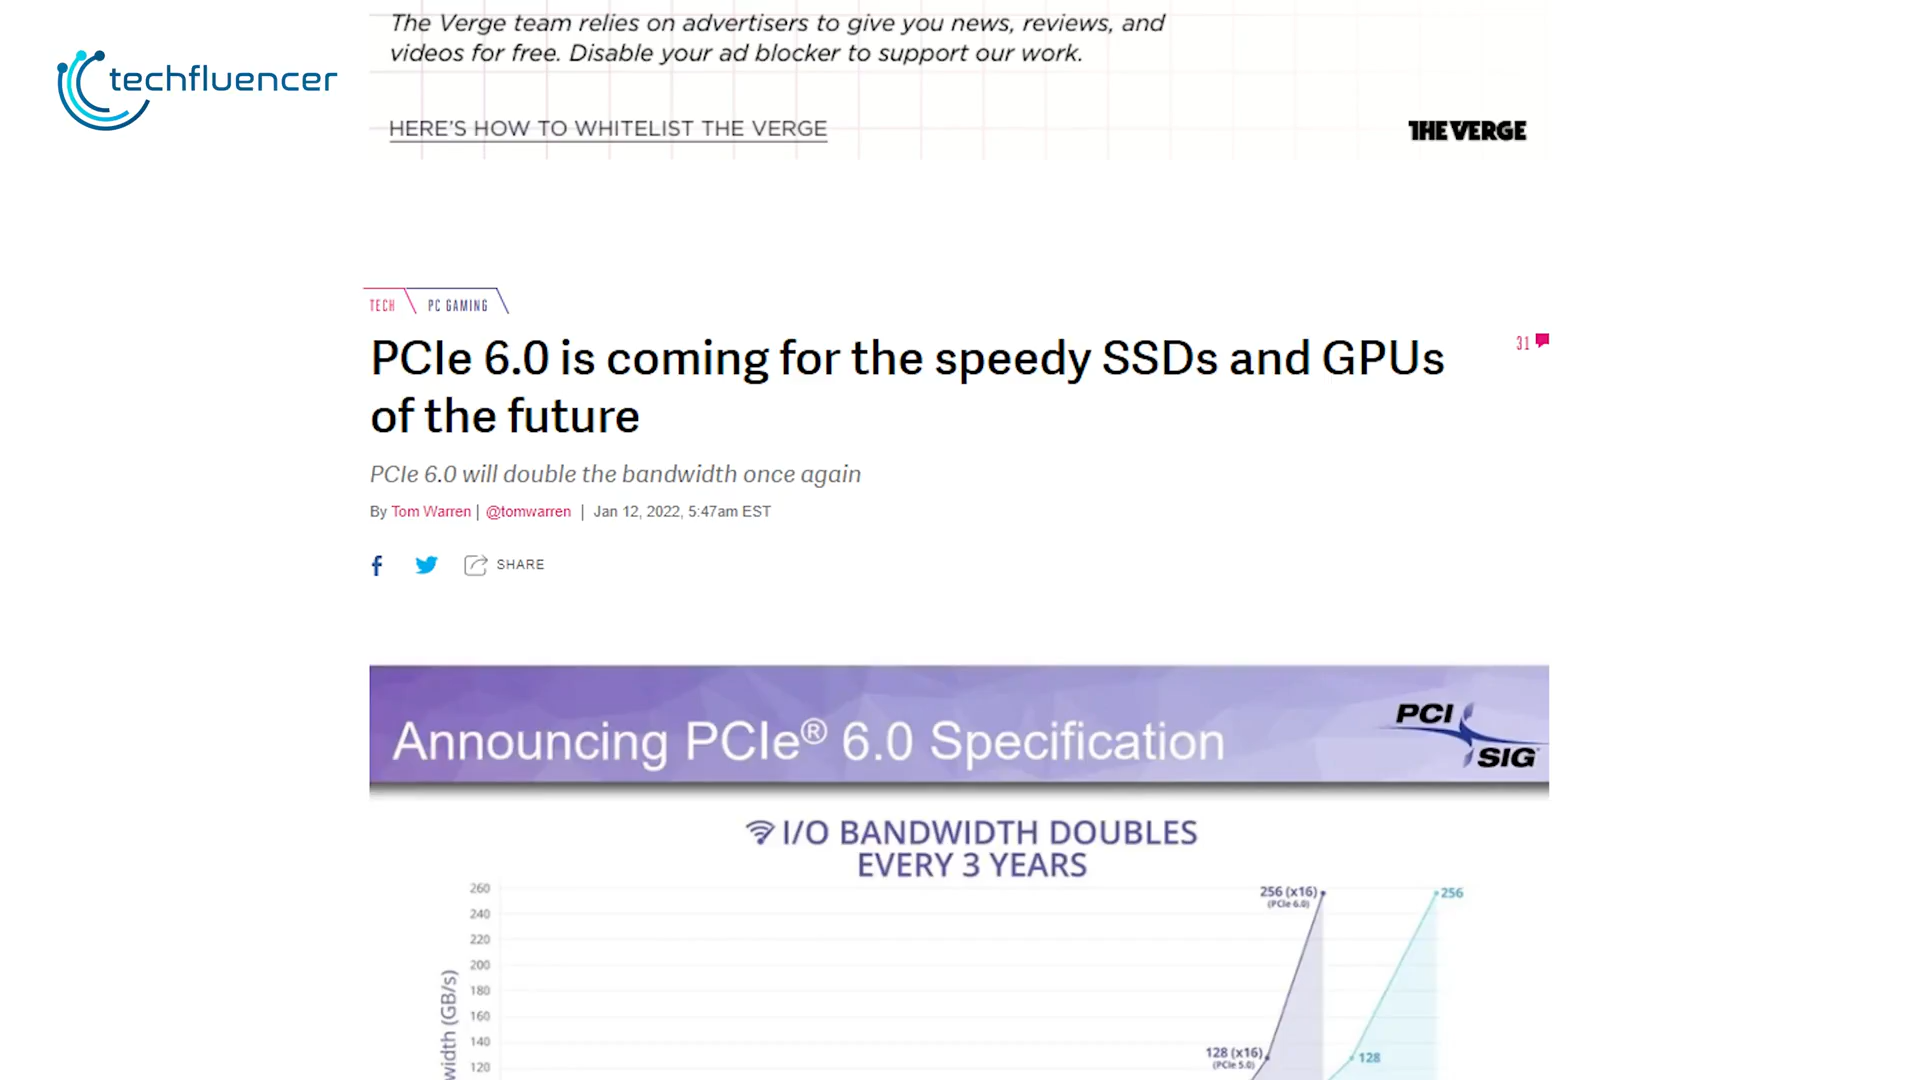 The Verge team relies on advertisers to give you news, reviews, and
videos for free. Disable your ad blocker to support our work.
techfluencer
HERE'S HOW TO WHITELIST THE VERGE
THE VERGE
TECH
PC GAMING
PCIe 6.0 is coming for the speedy SSDs and GPUs
of the future
31
PCIe 6.0 will double the bandwidth once again
By Tom Warren | @tomwarren | Jan 12, 2022, 5:47am EST
f
SHARE
Announcing PCIe® 6.0 Specification
PCI
SIG
I/O BANDWIDTH DOUBLES
EVERY 3 YEARS
260
256 (x16)
(PCIe 6.0)
256
240
220
200
180
160
140
120
width (GB/s)
128 (x16)
(PCIe 5.0)
128